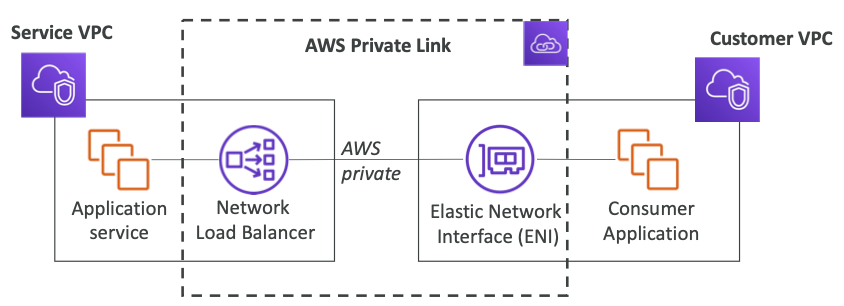 Service VPC
AWS Private Link
Customer VPC
AWS
private
Application
service
Network
Load Balancer
Elastic Network
Interface (ENI)
Consumer
Application